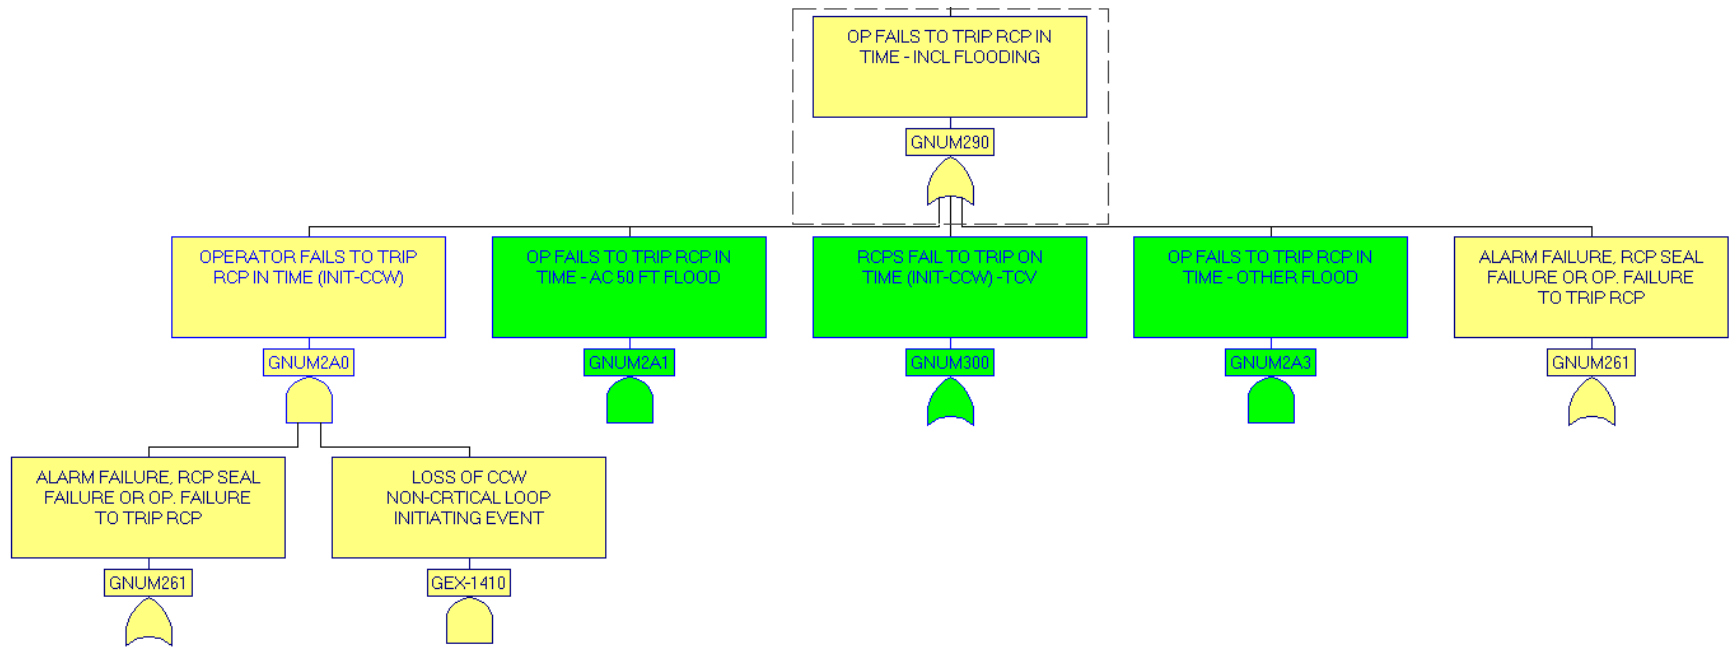 OP FAILS TO TRIP RCP IN
TIME - INCL FLOODING
GNUM290
OPERATOR FAILS TO TRIP
RCP IN TIME (INIT-CCW)
GNUM2A0
OP FAILS TO TRIP RCP IN
TIME - AC 50 FT FLOOD
GNUM2A1
RCPS FAIL TO TRIP ON
TIME (INIT-CCW) -TCV
GNUM300
OP FAILS TO TRIP RCP IN
TIME - OTHER FLOOD
GNUM2A3
ALARM FAILURE, RCP SEAL
FAILURE OR OP. FAILURE
TO TRIP RCP
GNUM261
ALARM FAILURE, RCP SEAL
FAILURE OR OP. FAILURE
TO TRIP RCP
GNUM261
LOSS OF CCW
NON-CRTICAL LOOP
INITIATING EVENT
GEX-1410